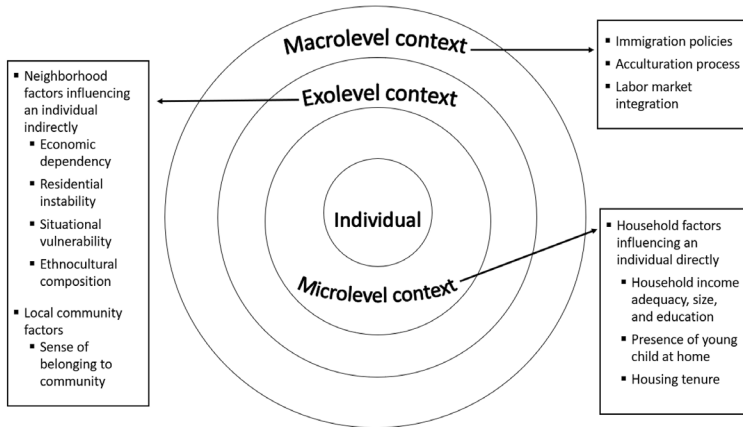 Macrolevel context
Exolevel context
Individual
Microlevel context
▪ Neighborhood
factors influencing
an individual
indirectly
▪ Economic
dependency
▪ Residential
instability
▪ Situational
vulnerability
▪ Ethnocultural
composition
▪ Local community
factors
▪ Sense of
belonging to
community
▪ Immigration policies
▪ Acculturation process
▪ Labor market
integration
▪ Household factors
influencing an
individual directly
▪ Household income
adequacy, size,
and education
▪ Presence of young
child at home
▪ Housing tenure